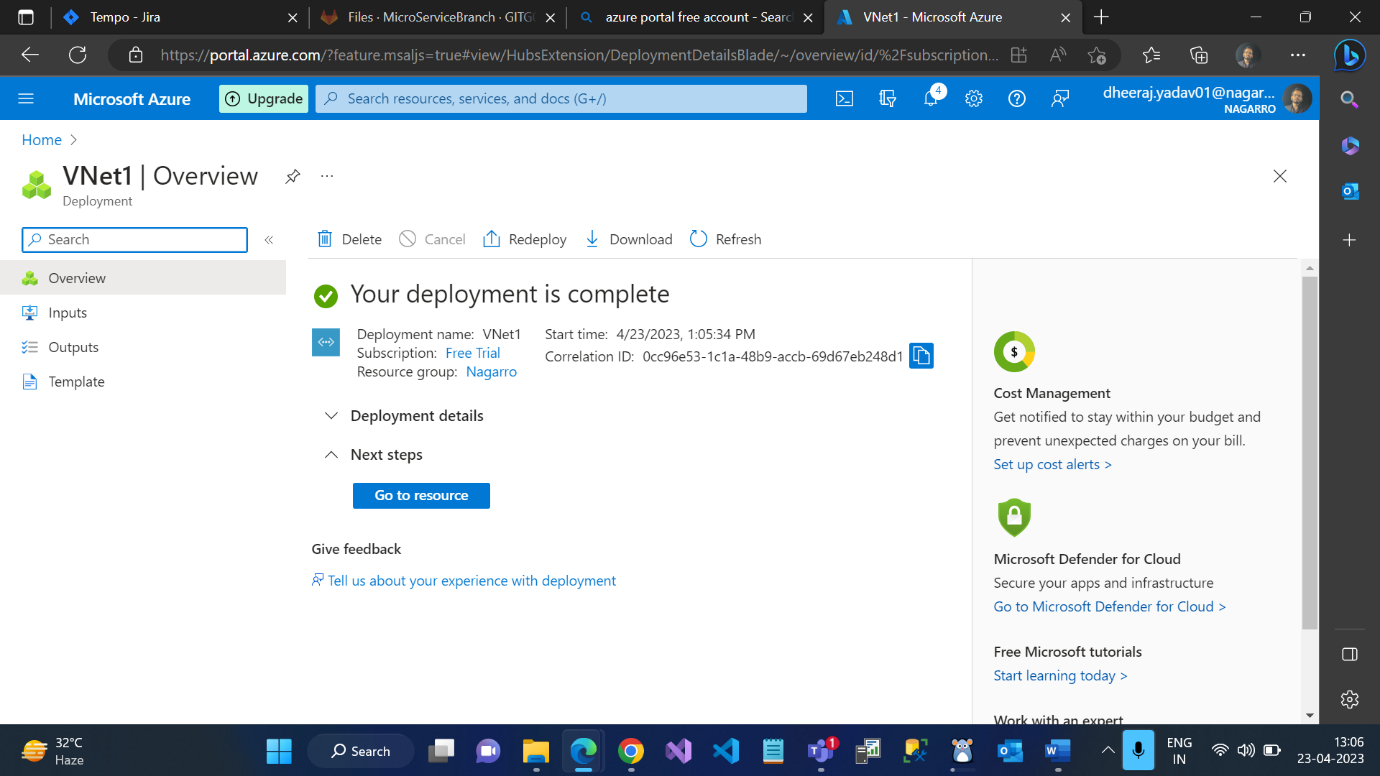 Tempo - Jira
Files · MicroServiceBranch · GITG
azure portal free account - Searc
VNet1 - Microsoft Azure
https://portal.azure.com/?feature.msaljs=true#view/HubsExtension/DeploymentDetailsBlade/~/overview/id/%2Fsubscription...
Microsoft Azure
Upgrade
Search resources, services, and docs (G+/)
4
dheeraj.yadav01@nagar...
NAGARRO
Home >
VNet1 | Overview
Deployment
Search
Delete
Cancel
Redeploy
Download
Refresh
Overview
Inputs
Outputs
Template
Your deployment is complete
Deployment name: VNet1
Subscription: Free Trial
Resource group: Nagarro
Start time: 4/23/2023, 1:05:34 PM
Correlation ID: 0cc96e53-1c1a-48b9-accb-69d67eb248d1
Deployment details
Next steps
Go to resource
Give feedback
Tell us about your experience with deployment
Cost Management
Get notified to stay within your budget and
prevent unexpected charges on your bill.
Set up cost alerts >
Microsoft Defender for Cloud
Secure your apps and infrastructure
Go to Microsoft Defender for Cloud >
Free Microsoft tutorials
Start learning today >
Work with an expert
32°C
Haze
Search
1
ENG
IN
13:06
23-04-2023